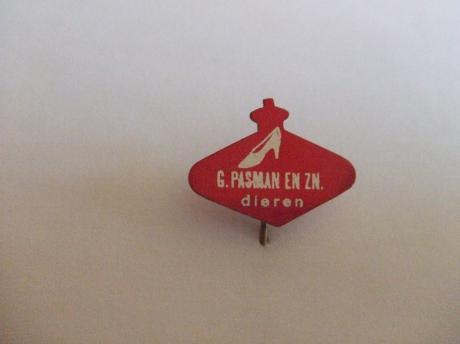 G. PASMAN EN ZN.
dieren